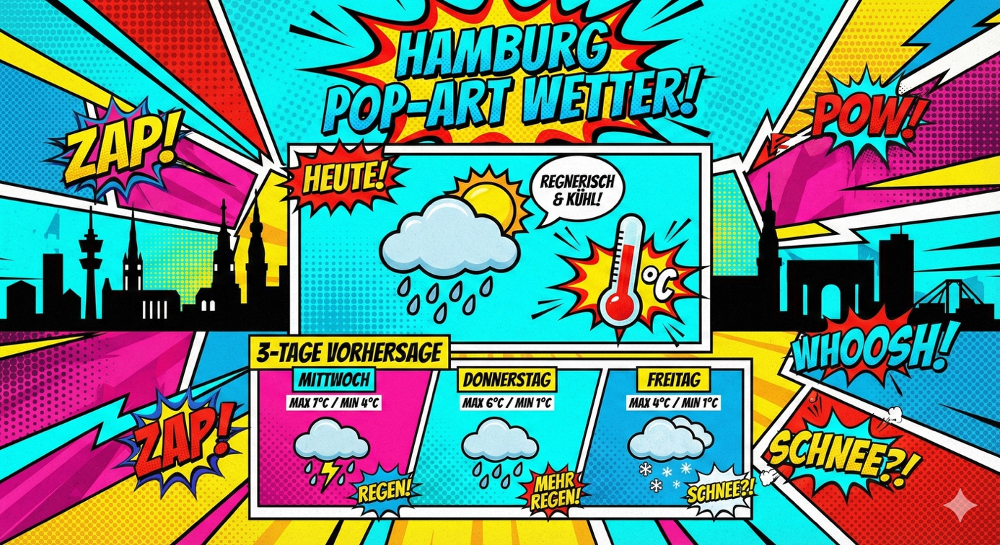 HAMBURG
POP-ART WETTER!
ZAP!
POW!
HEUTE!
REGNERISCH
& KÜHL!
°C
WHOOSH!
3-TAGE VORHERSAGE
MITTWOCH
MAX 7°C / MIN 4°C
REGEN!
DONNERSTAG
MAX 6°C / MIN 1°C
MEHR
REGEN!
FREITAG
MAX 4°C / MIN 1°C
SCHNEE?!
ZAP!
SCHNEE?!